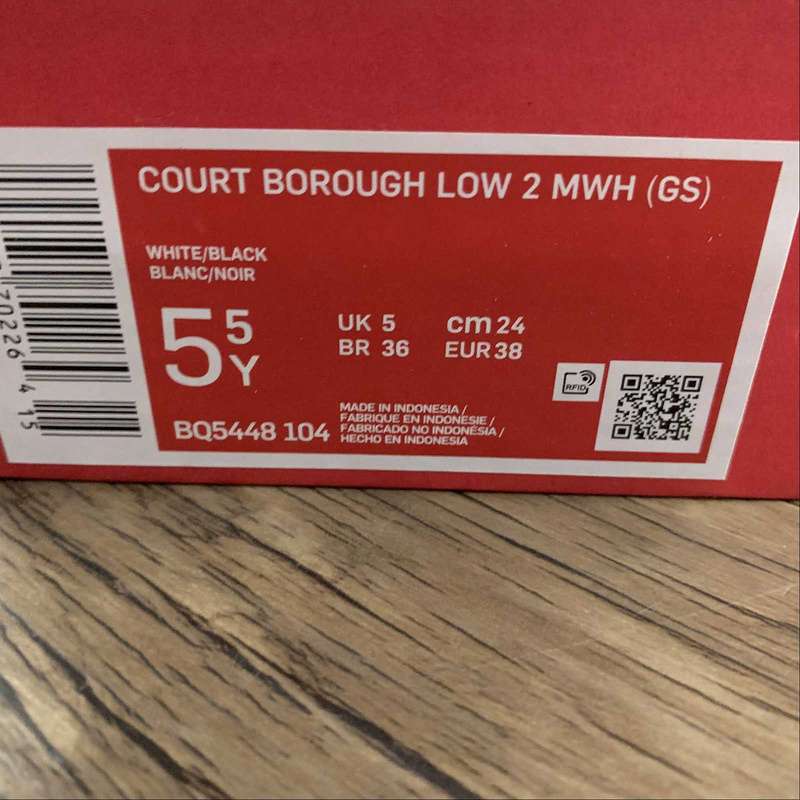 COURT BOROUGH LOW 2 MWH (GS)
WHITE/BLACK
BLANC/NOIR
5 5 Y
UK 5
BR 36
cm 24
EUR 38
RFID
BQ5448 104
MADE IN INDONESIA /
FABRIQUE EN INDONESIE /
FABRICADO NO INDONÉSIA /
HECHO EN INDONESIA
70226 4 15